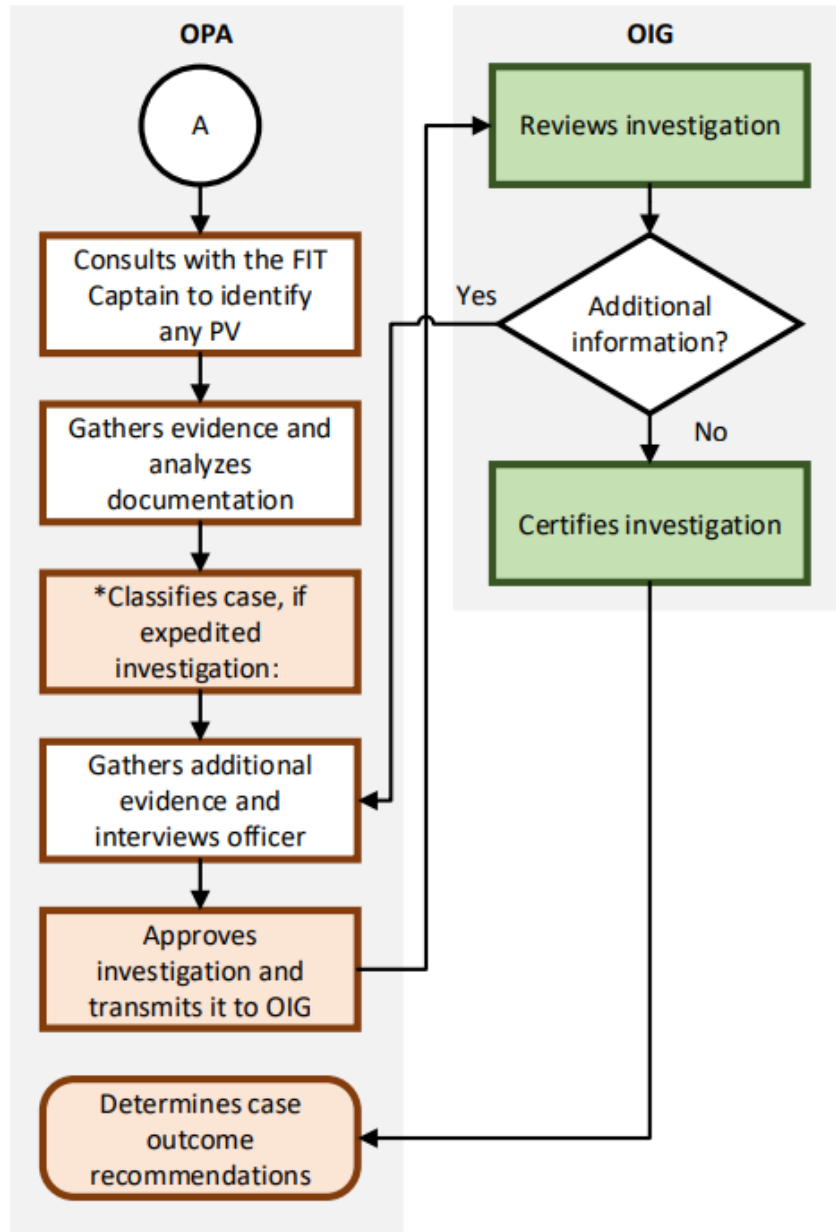 OPA
A
Consults with the FIT
Captain to identify
any PV
Gathers evidence and
analyzes
documentation
*Classifies case, if
expedited
investigation:
Gathers additional
evidence and
interviews officer
Approves
investigation and
transmits it to OIG
Determines case
outcome
recommendations
OIG
Reviews investigation
Yes
Additional
information?
No
Certifies investigation